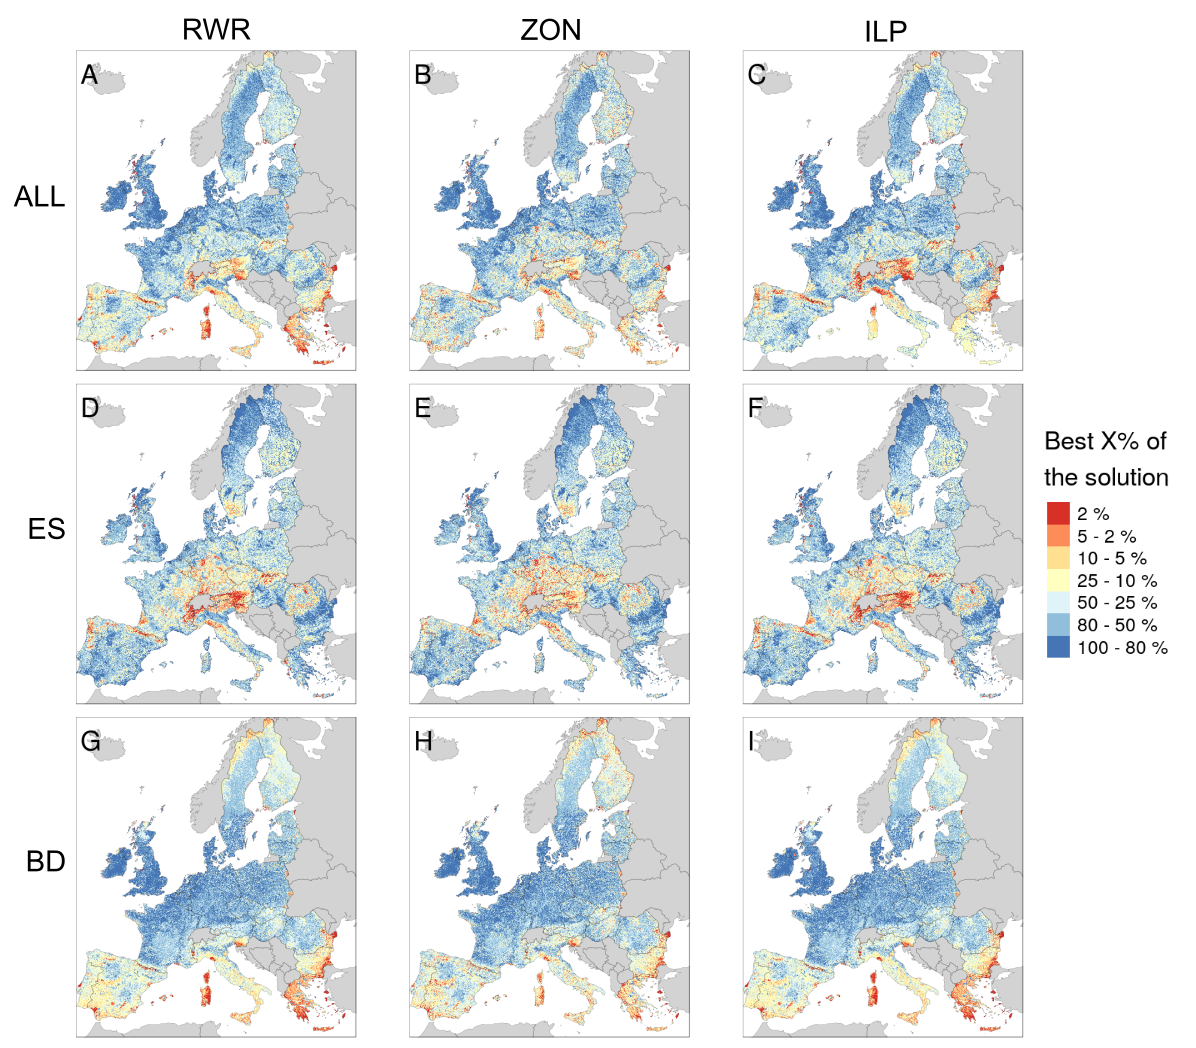 RWR ZON ILP
A B C
ALL
D E F
ES
Best X% of
the solution
2 %
5 - 2 %
10 - 5 %
25 - 10 %
50 - 25 %
80 - 50 %
100 - 80 %
G H I
BD